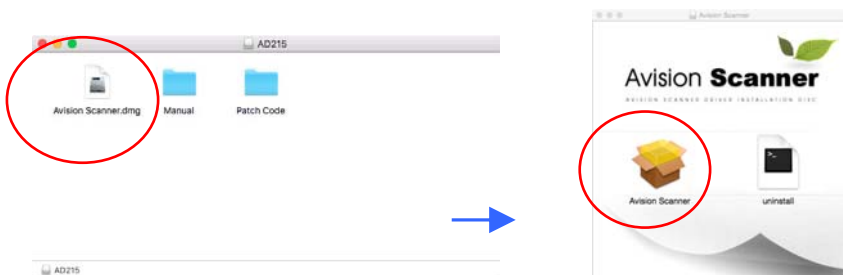 AD215
Avision Scanner.dmg
Manual
Patch Code
AD215
Avision Scanner
Avision Scanner
AVISION SCANNER DRIVER INSTALLATION DISC
>_
Avision Scanner
uninstall